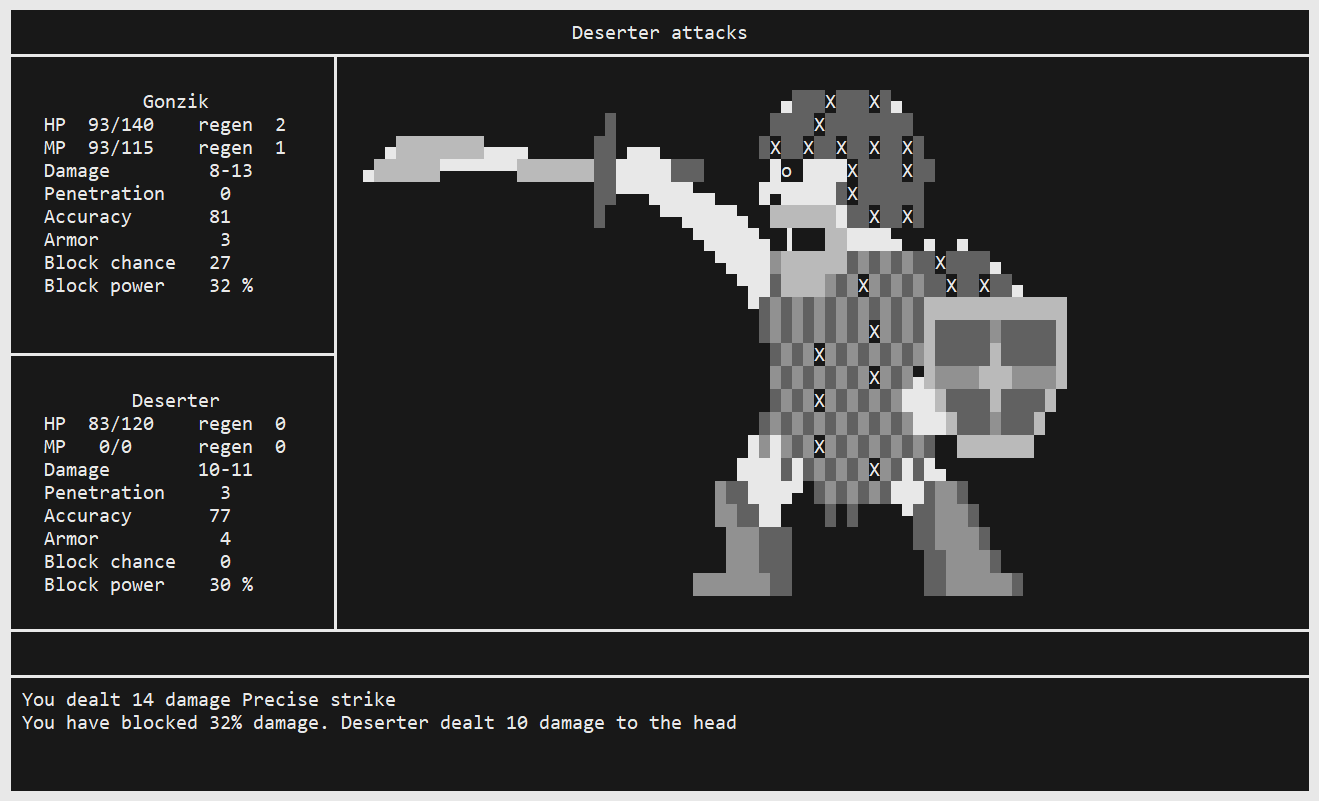 Deserter attacks
Gonzik
HP 93/140 regen 2
MP 93/115 regen 1
Damage 8-13
Penetration 0
Accuracy 81
Armor 3
Block chance 27
Block power 32 %
Deserter
HP 83/120 regen 0
MP 0/0 regen 0
Damage 10-11
Penetration 3
Accuracy 77
Armor 4
Block chance 0
Block power 30 %
You dealt 14 damage Precise strike
You have blocked 32% damage. Deserter dealt 10 damage to the head